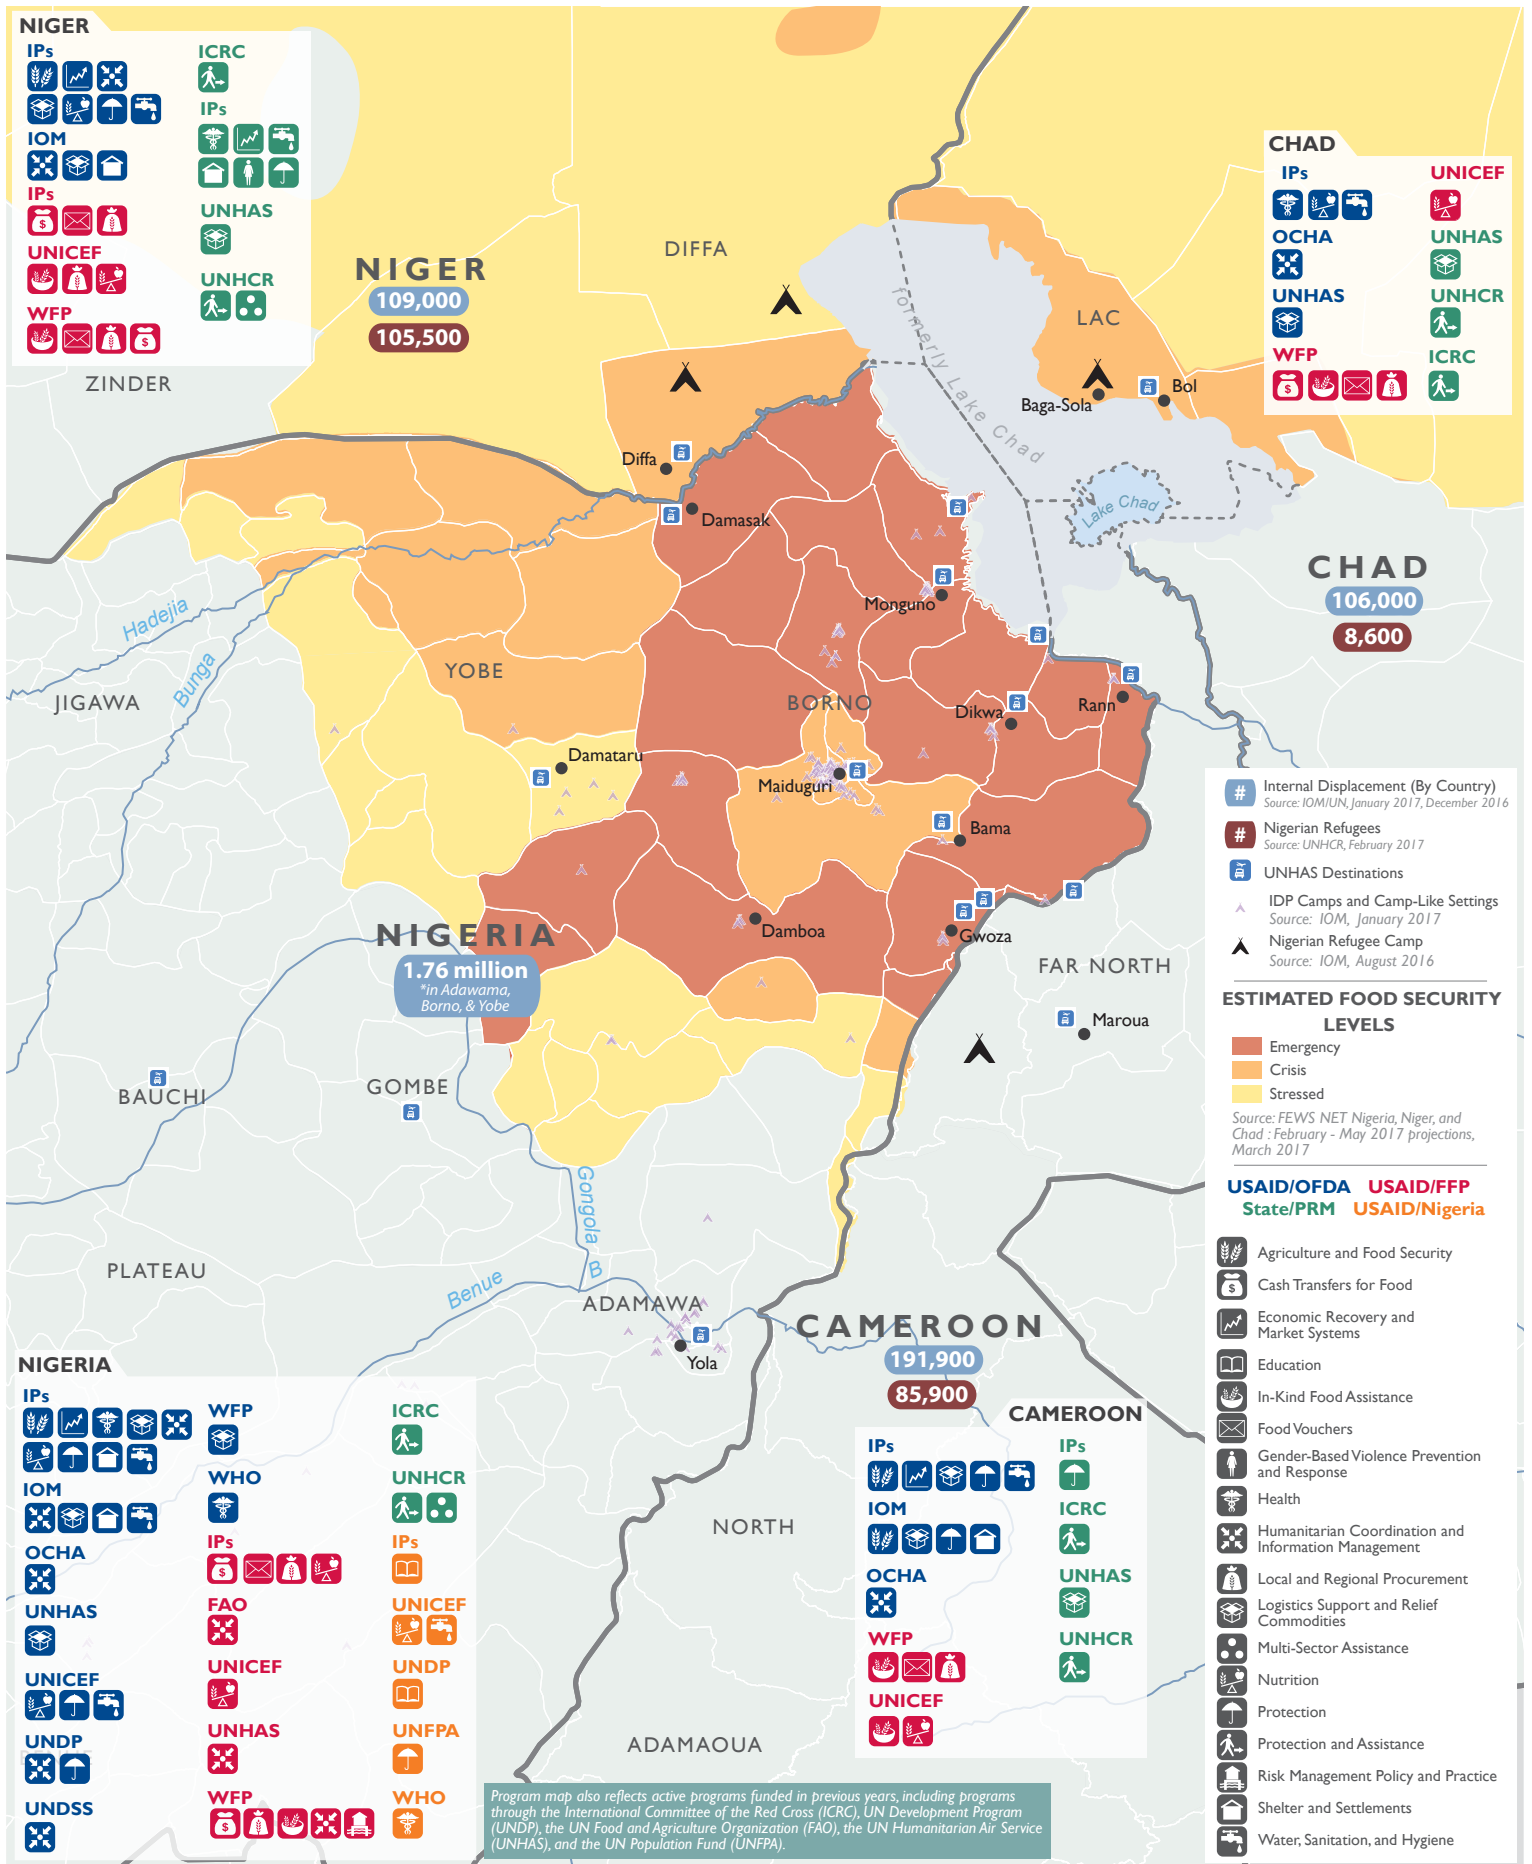 NIGER
IPs
ICRC
IPs
IOM
IPs
UNHAS
UNICEF
UNHCR
WFP
ZINDER
NIGER
109,000
105,500
DIFFA
CHAD
IPs
UNICEF
OCHA
UNHAS
UNHAS
UNHCR
WFP
ICRC
LAC
formerly Lake Chad
Baga-Sola
Bol
Diffa
Damasak
Lake Chad
CHAD
106,000
8,600
Monguno
Hadejia
Bunga
JIGAWA
YOBE
BORNO
Dikwa
Rann
Damataru
Maiduguri
Bama
Damboa
Gwoza
NIGERIA
1.76 million
*in Adawama,
Borno, & Yobe
FAR NORTH
Maroua
BAUCHI
GOMBE
Gongola
PLATEAU
Benue
B
ADAMAWA
Yola
CAMEROON
191,900
85,900
NORTH
ADAMAOUA
BENUE
# Internal Displacement (By Country)
Source: IOM/UN, January 2017, December 2016
# Nigerian Refugees
Source: UNHCR, February 2017
UNHAS Destinations
IDP Camps and Camp-Like Settings
Source: IOM, January 2017
Nigerian Refugee Camp
Source: IOM, August 2016
ESTIMATED FOOD SECURITY
LEVELS
Emergency
Crisis
Stressed
Source: FEWS NET Nigeria, Niger, and
Chad : February - May 2017 projections,
March 2017
USAID/OFDA USAID/FFP
State/PRM USAID/Nigeria
Agriculture and Food Security
$ Cash Transfers for Food
Economic Recovery and
Market Systems
Education
In-Kind Food Assistance
Food Vouchers
Gender-Based Violence Prevention
and Response
Health
Humanitarian Coordination and
Information Management
Local and Regional Procurement
Logistics Support and Relief
Commodities
Multi-Sector Assistance
Nutrition
Protection
Protection and Assistance
Risk Management Policy and Practice
Shelter and Settlements
Water, Sanitation, and Hygiene
NIGERIA
IPs
WFP
ICRC
IOM
WHO
UNHCR
OCHA
IPs
IPs
UNHAS
FAO
UNICEF
UNICEF
UNICEF
UNDP
UNDP
UNHAS
UNFPA
UNDSS
WFP
WHO
CAMEROON
IPs
IPs
IOM
ICRC
OCHA
UNHAS
WFP
UNHCR
UNICEF
Program map also reflects active programs funded in previous years, including programs
through the International Committee of the Red Cross (ICRC), UN Development Program
(UNDP), the UN Food and Agriculture Organization (FAO), the UN Humanitarian Air Service
(UNHAS), and the UN Population Fund (UNFPA).